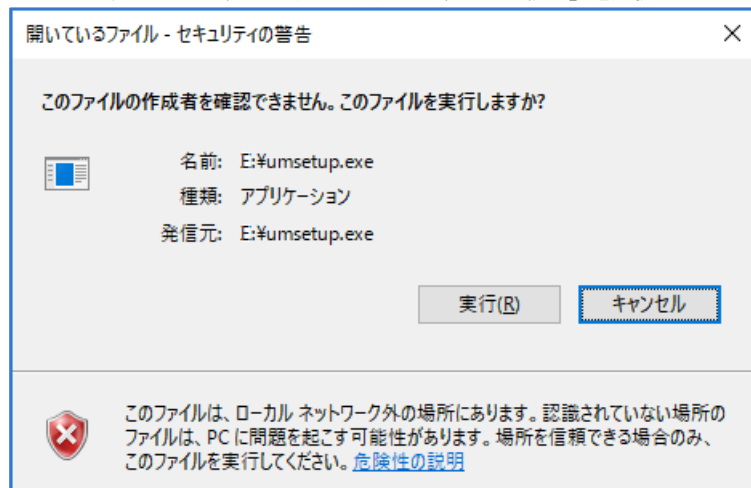 開いているファイル - セキュリティの警告
このファイルの作成者を確認できません。このファイルを実行しますか?
名前: E:¥umsetup.exe
種類: アプリケーション
発信元: E:¥umsetup.exe
実行(R) キャンセル
このファイルは、ローカル ネットワーク外の場所にあります。認識されていない場所の
ファイルは、PC に問題を起こす可能性があります。場所を信頼できる場合のみ、
このファイルを実行してください。危険性の説明